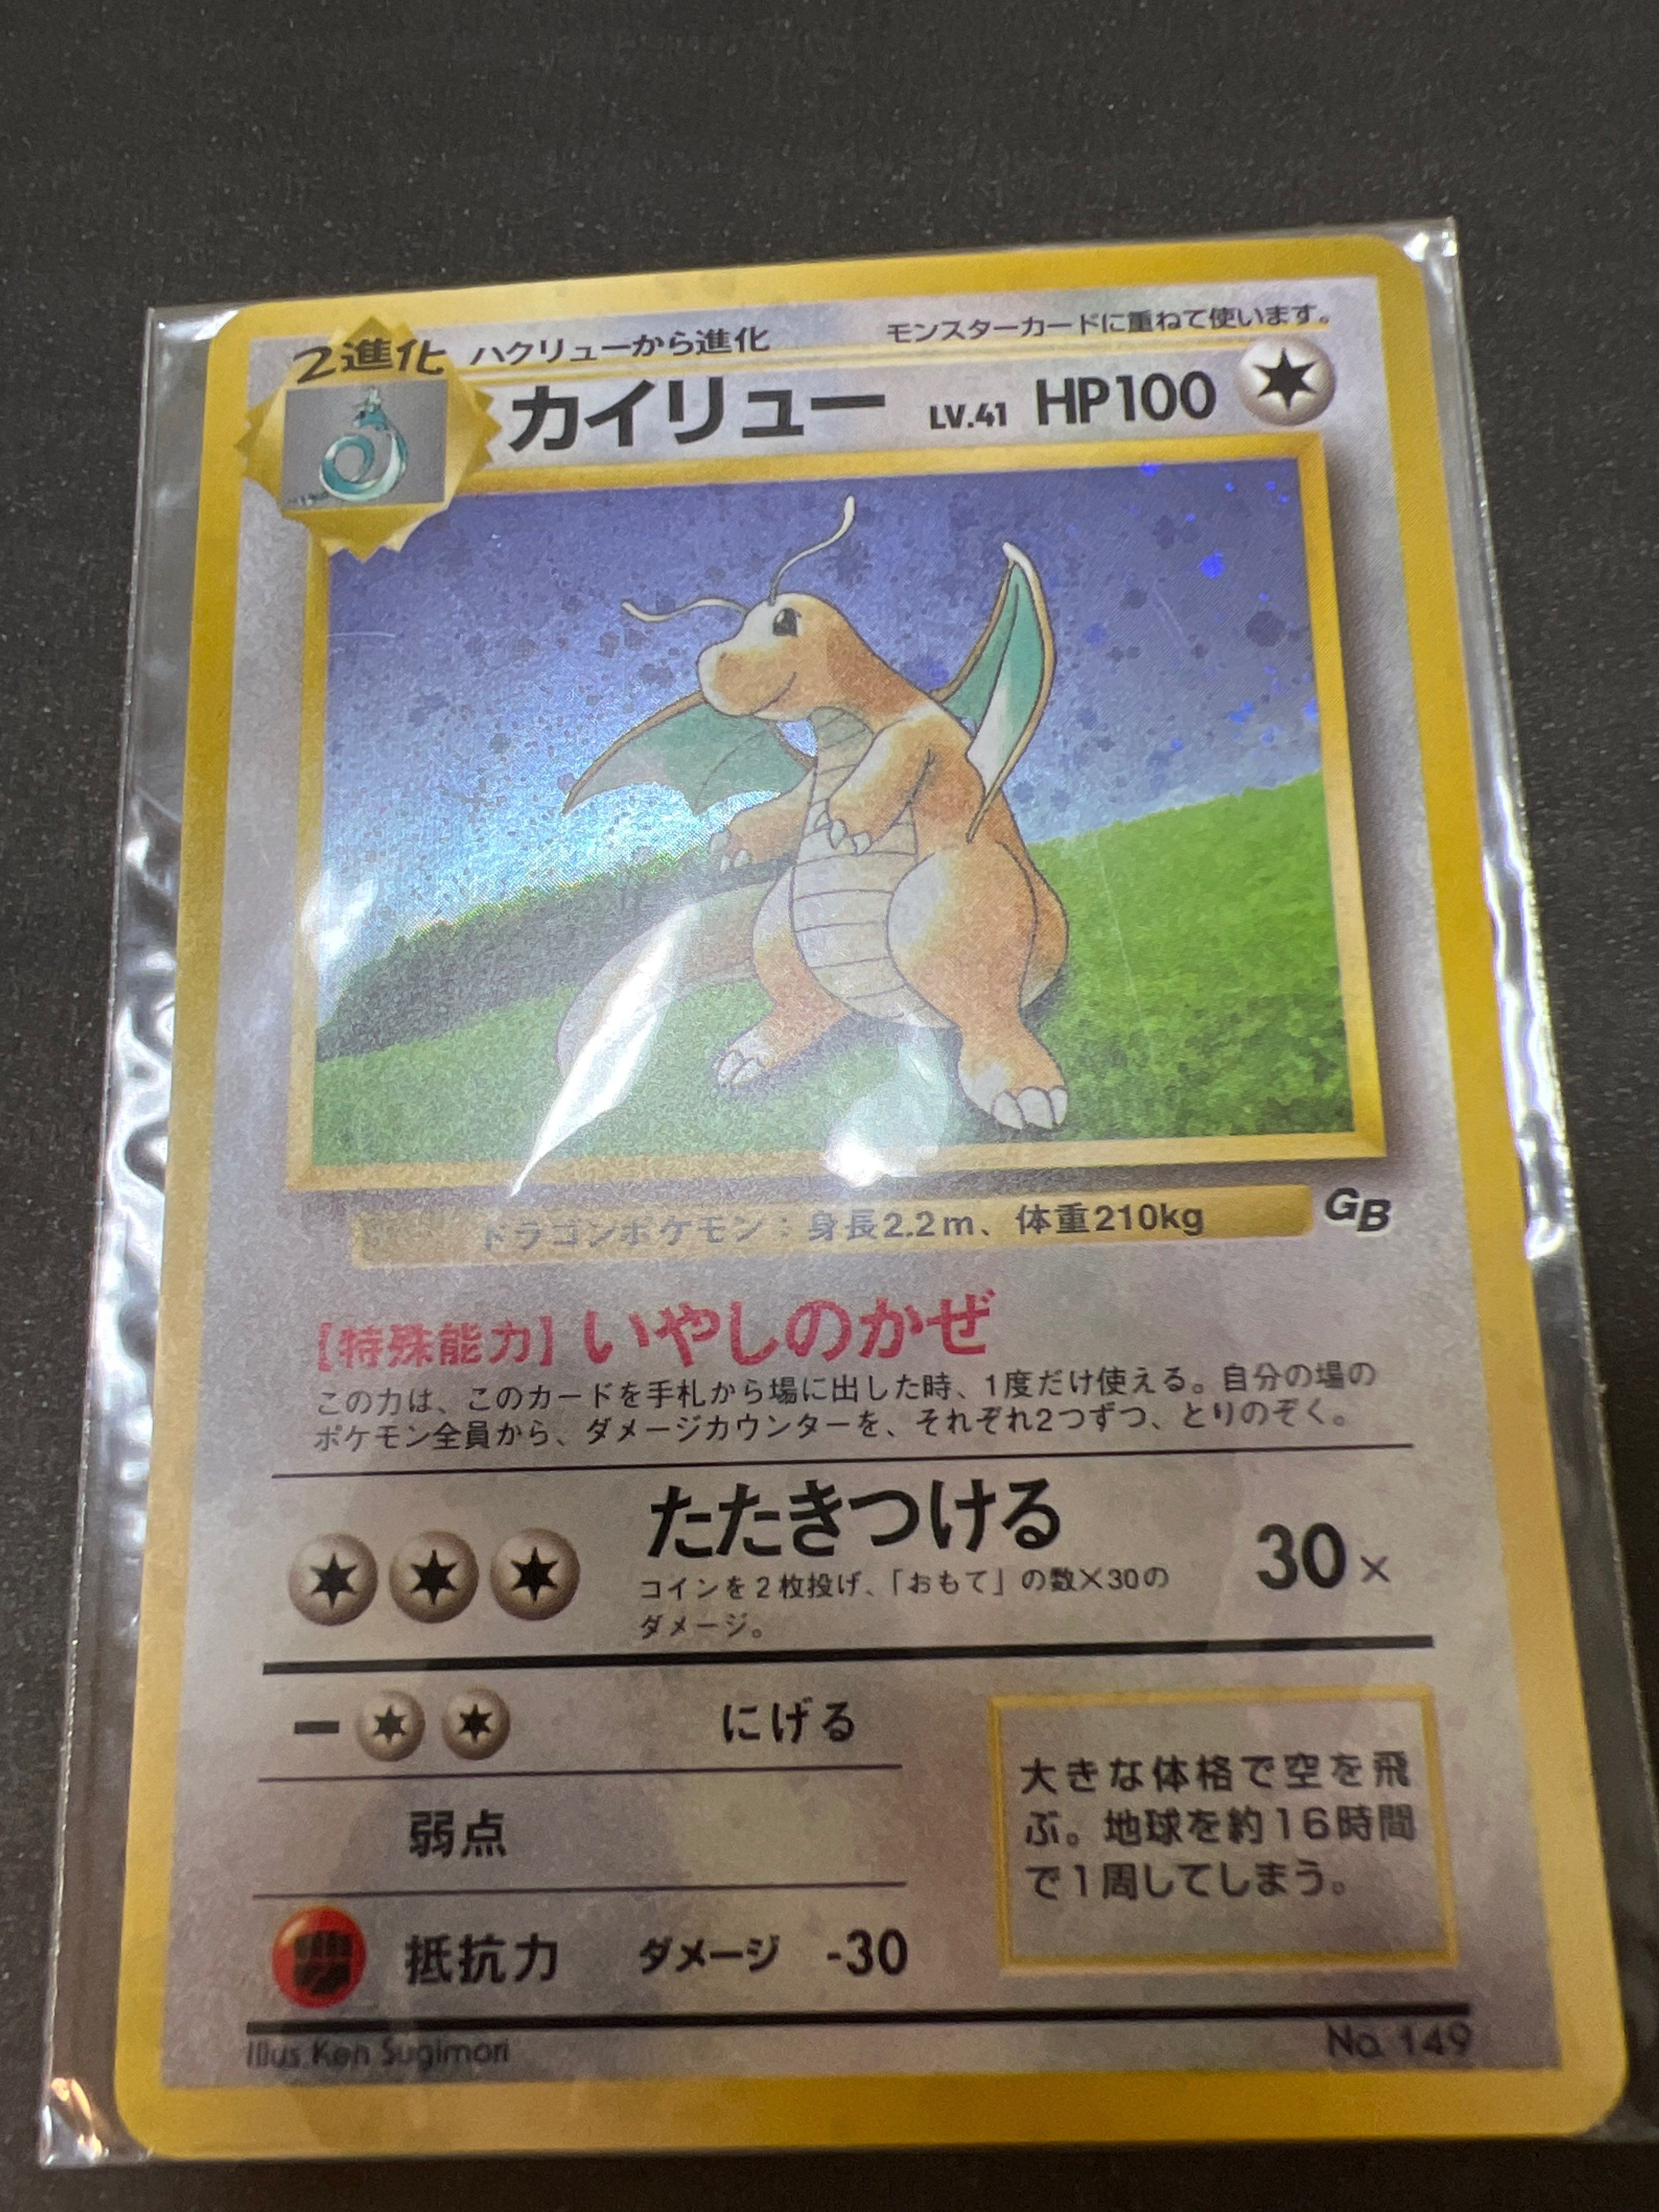 2進化 ハクリューから進化 モンスターカードに重ねて使います。
カイリュー LV.41 HP100
ドラゴンポケモン：身長2.2m、体重210kg
GB
【特殊能力】いやしのかぜ
この力は、このカードを手札から場に出した時、1度だけ使える。自分の場の
ポケモン全員から、ダメージカウンターを、それぞれ2つずつ、とりのぞく。
たたきつける 30×
コインを2枚投げ、「おもて」の数×30の
ダメージ。
− にげる
弱点
抵抗力 ダメージ -30
大きな体格で空を飛
ぶ。地球を約16時間
で1周してしまう。
Illus. Ken Sugimori No. 149